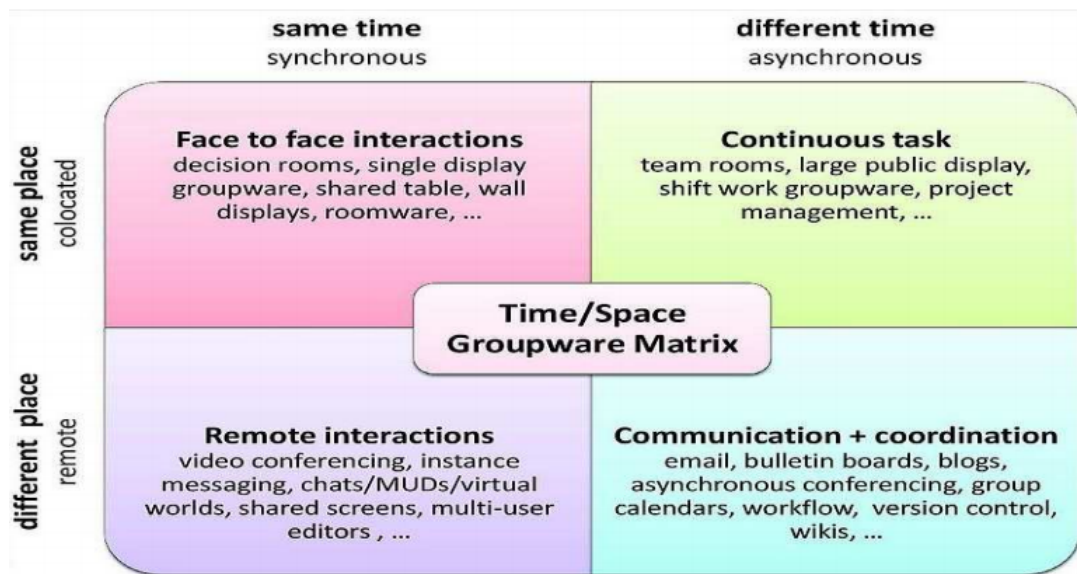 same time
synchronous
different time
asynchronous
same place
colocated
Face to face interactions
decision rooms, single display
groupware, shared table, wall
displays, roomware, ...
Continuous task
team rooms, large public display,
shift work groupware, project
management, ...
Time/Space
Groupware Matrix
different place
remote
Remote interactions
video conferencing, instance
messaging, chats/MUDs/virtual
worlds, shared screens, multi-user
editors , ...
Communication + coordination
email, bulletin boards, blogs,
asynchronous conferencing, group
calendars, workflow, version control,
wikis, ...